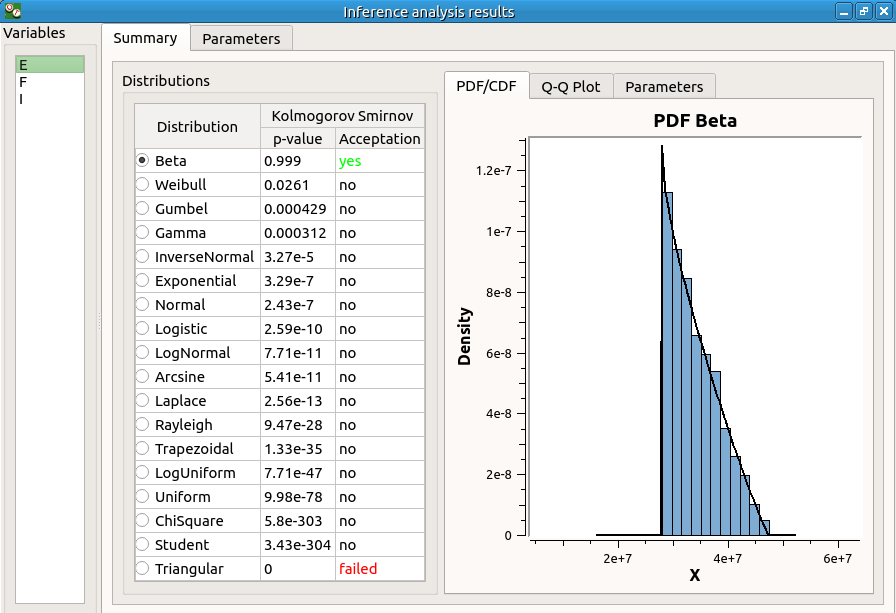 Inference analysis results
Variables
E
F
I
Summary
Parameters
Distributions
Distribution
Kolmogorov Smirnov
p-value
Acceptation
Beta 0.999 yes
Weibull 0.0261 no
Gumbel 0.000429 no
Gamma 0.000312 no
InverseNormal 3.27e-5 no
Exponential 3.29e-7 no
Normal 2.43e-7 no
Logistic 2.59e-10 no
LogNormal 7.71e-11 no
Arcsine 5.41e-11 no
Laplace 2.56e-13 no
Rayleigh 9.47e-28 no
Trapezoidal 1.33e-35 no
LogUniform 7.71e-47 no
Uniform 9.98e-78 no
ChiSquare 5.8e-303 no
Student 3.43e-304 no
Triangular 0 failed
PDF/CDF
Q-Q Plot
Parameters
PDF Beta
Density
1.2e-7
1e-7
8e-8
6e-8
4e-8
2e-8
0
2e+7 4e+7 6e+7
X